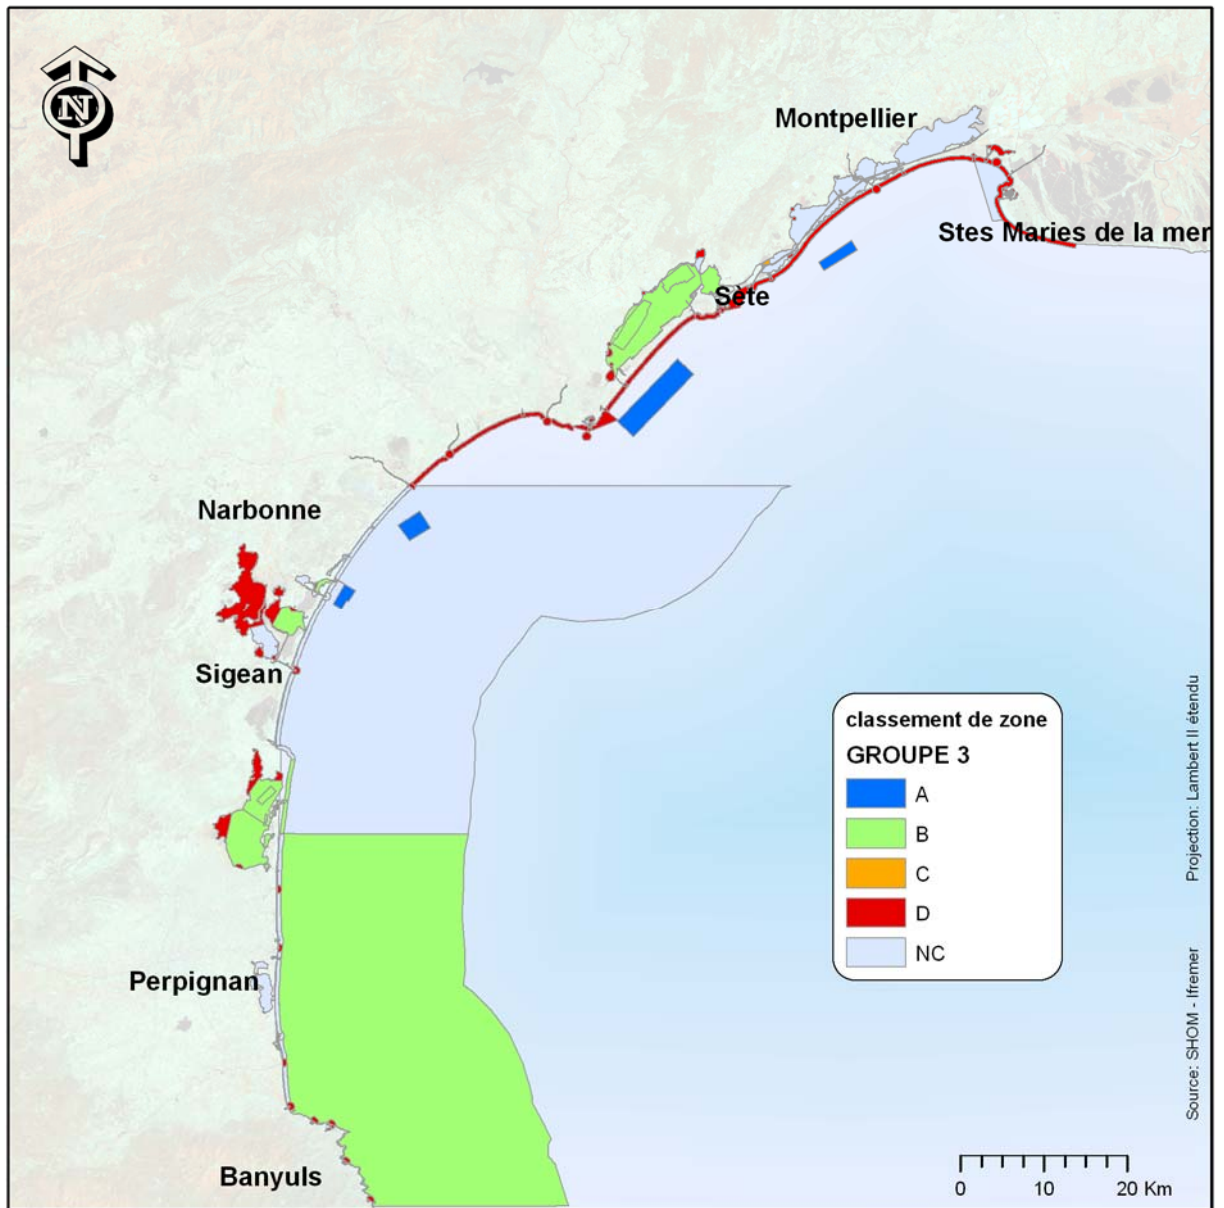 N
Montpellier
Stes Maries de la mer
Sète
Narbonne
Sigean
Perpignan
Banyuls
classement de zone
GROUPE 3
A
B
C
D
NC
Projection: Lambert II étendu
Source: SHOM - Ifremer
0 10 20 Km